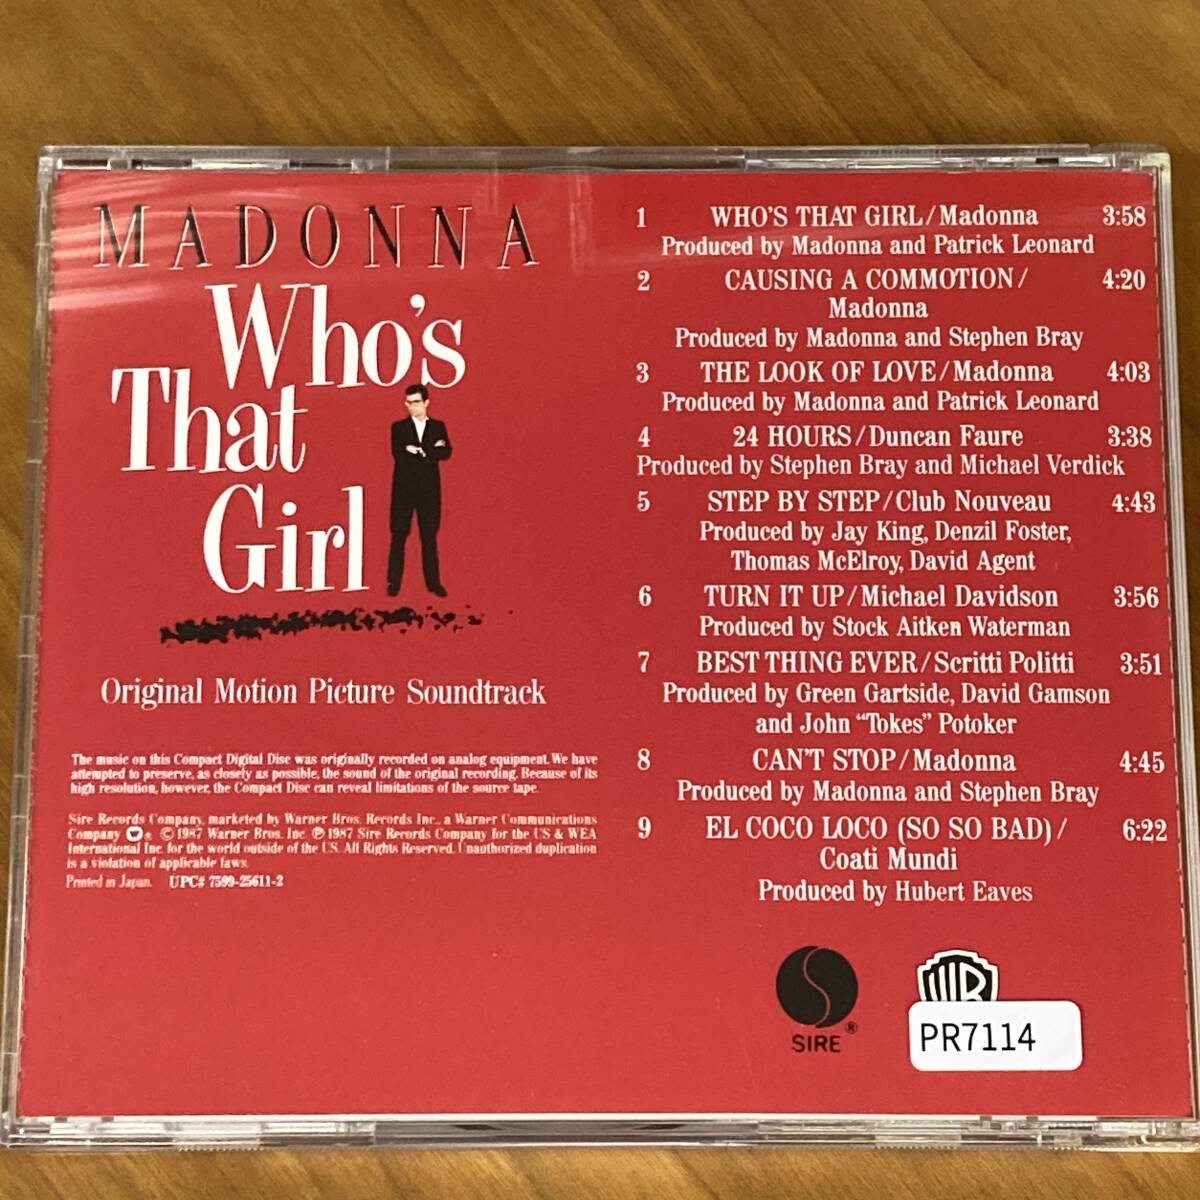 MADONNA
Who's
That
Girl
Original Motion Picture Soundtrack
The music on this Compact Digital Disc was originally recorded on analog equipment. We have
attempted to preserve, as closely as possible, the sound of the original recording. Because of its
high resolution, however, the Compact Disc can reveal limitations of the source tape.
Sire Records Company, marketed by Warner Bros. Records Inc., a Warner Communications
Company ® © 1987 Warner Bros. Inc. ℗ 1987 Sire Records Company for the US & WEA
International Inc. for the world outside of the US. All Rights Reserved. Unauthorized duplication
is a violation of applicable laws.
Printed in Japan. UPC# 7599-25611-2
1 WHO'S THAT GIRL/Madonna 3:58
Produced by Madonna and Patrick Leonard
2 CAUSING A COMMOTION/ 4:20
Madonna
Produced by Madonna and Stephen Bray
3 THE LOOK OF LOVE/Madonna 4:03
Produced by Madonna and Patrick Leonard
4 24 HOURS/Duncan Faure 3:38
Produced by Stephen Bray and Michael Verdick
5 STEP BY STEP/Club Nouveau 4:43
Produced by Jay King, Denzil Foster,
Thomas McElroy, David Agent
6 TURN IT UP/Michael Davidson 3:56
Produced by Stock Aitken Waterman
7 BEST THING EVER/Scritti Politti 3:51
Produced by Green Gartside, David Gamson
and John “Tokes” Potoker
8 CAN'T STOP/Madonna 4:45
Produced by Madonna and Stephen Bray
9 EL COCO LOCO (SO SO BAD)/ 6:22
Coati Mundi
Produced by Hubert Eaves
S
SIRE ®
WB
PR7114